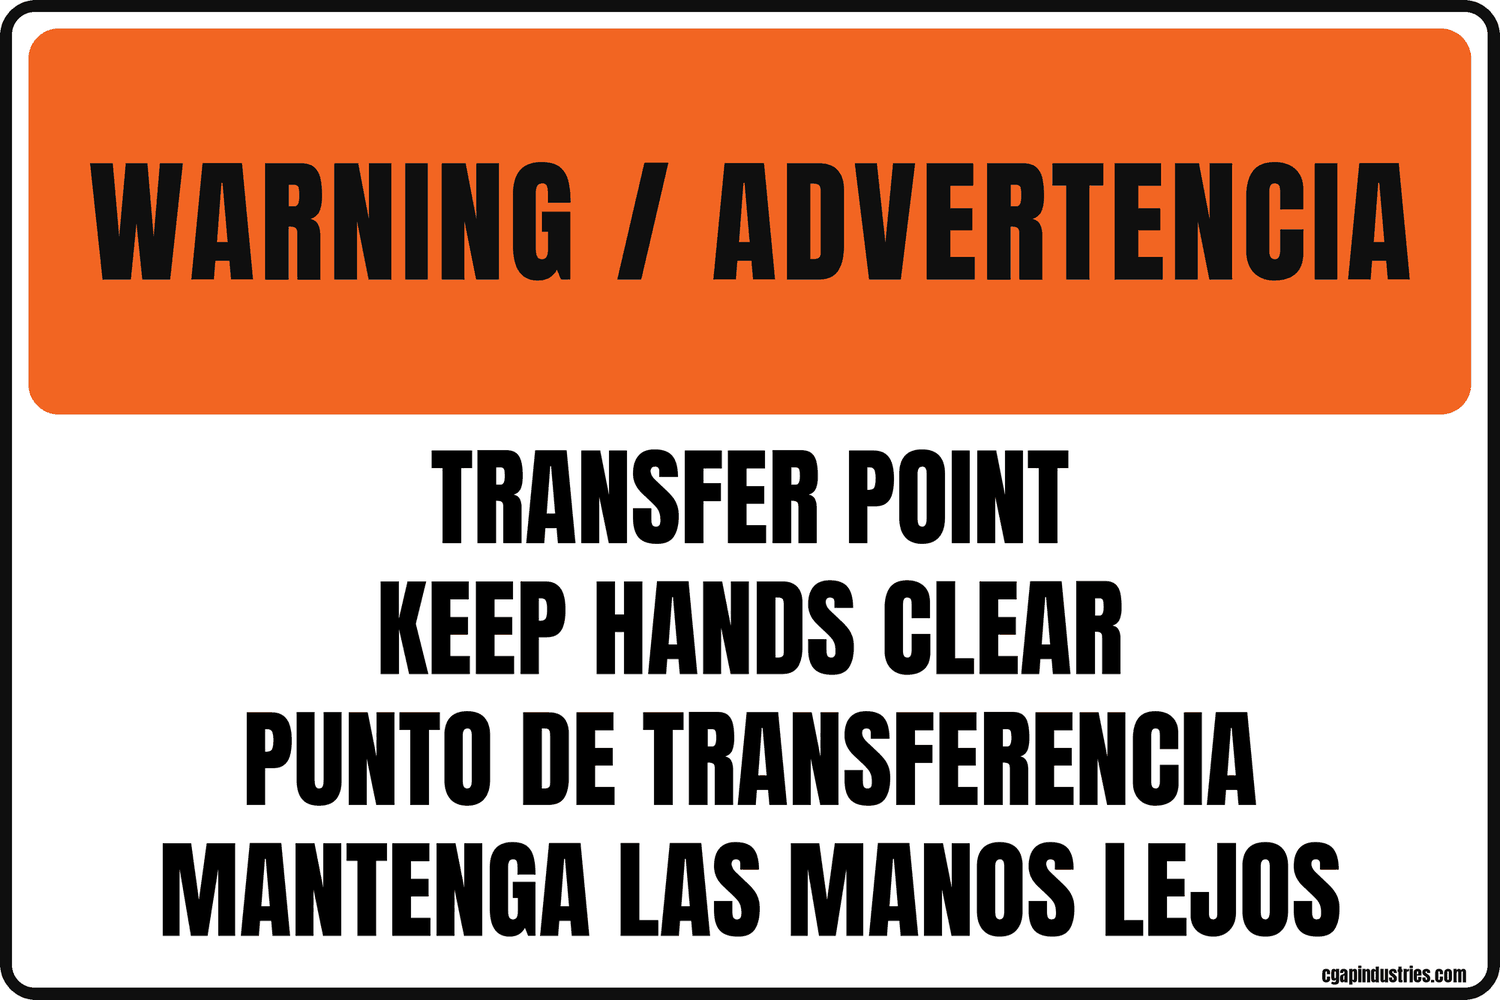 WARNING / ADVERTENCIA
TRANSFER POINT
KEEP HANDS CLEAR
PUNTO DE TRANSFERENCIA
MANTENGA LAS MANOS LEJOS
cgapindustries.com